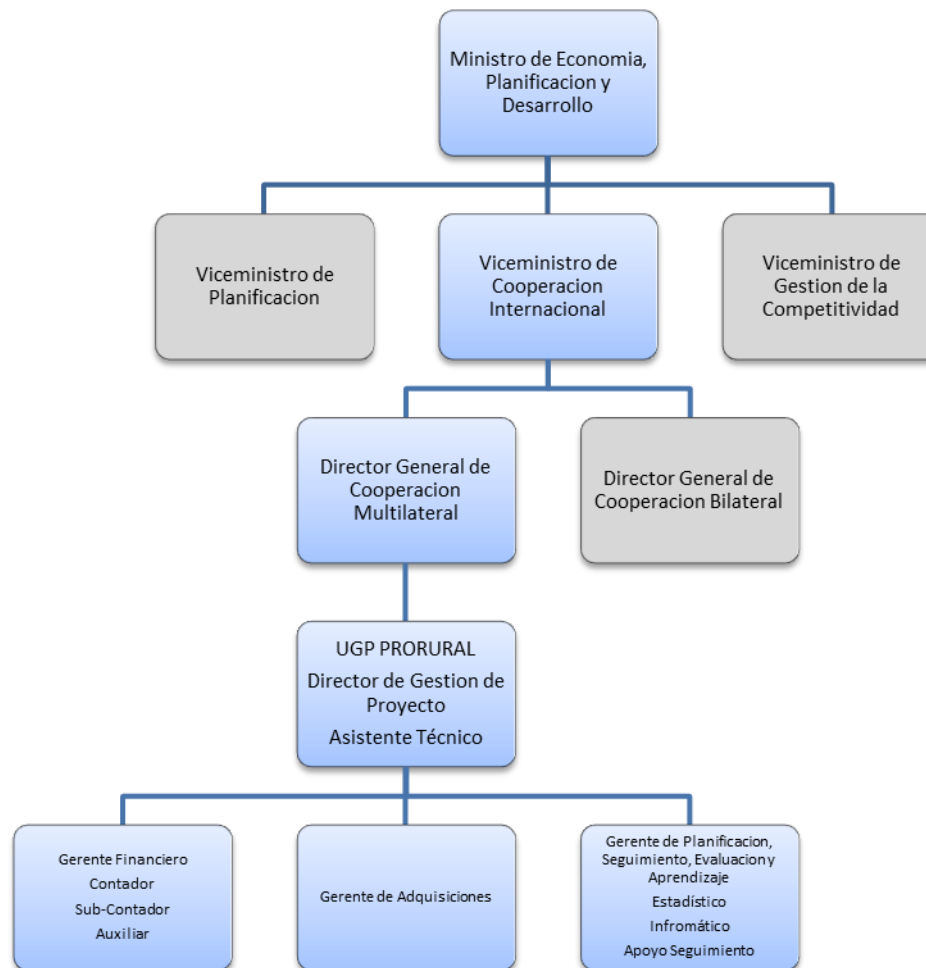 Ministro de Economia,
Planificacion y
Desarrollo
Viceministro de
Planificacion
Viceministro de
Cooperacion
Internacional
Viceministro de
Gestion de la
Competitividad
Director General de
Cooperacion
Multilateral
Director General de
Cooperacion Bilateral
UGP PRORURAL
Director de Gestion de
Proyecto
Asistente Técnico
Gerente Financiero
Contador
Sub-Contador
Auxiliar
Gerente de Adquisiciones
Gerente de Planificacion,
Seguimiento, Evaluacion y
Aprendizaje
Estadístico
Infromático
Apoyo Seguimiento